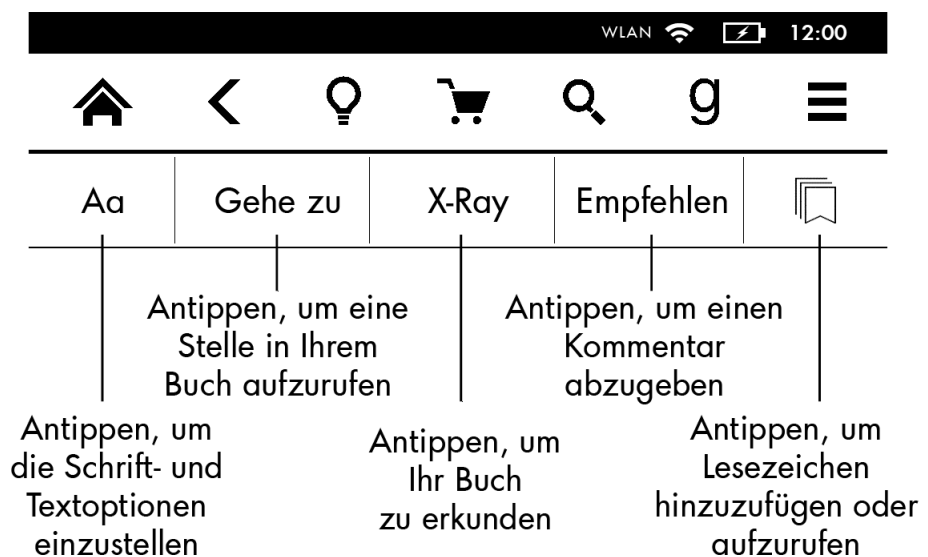 WLAN 12:00
g
Aa Gehe zu X-Ray Empfehlen
Antippen, um eine
Stelle in Ihrem
Buch aufzurufen
Antippen, um einen
Kommentar
abzugeben
Antippen, um
die Schrift- und
Textoptionen
einzustellen
Antippen, um
Ihr Buch
zu erkunden
Antippen, um
Lesezeichen
hinzuzufügen oder
aufzurufen